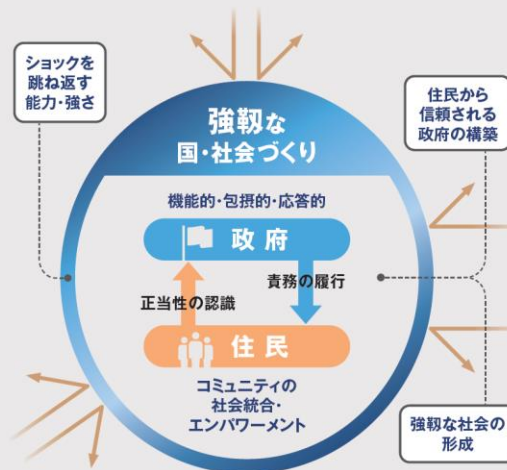 ショックを
跳ね返す
能力・強さ
住民から
信頼される
政府の構築
強靱な
国・社会づくり
機能的・包摂的・応答的
政府
正当性の認識
責務の履行
住民
コミュニティの
社会統合・
エンパワーメント
強靱な社会の
形成